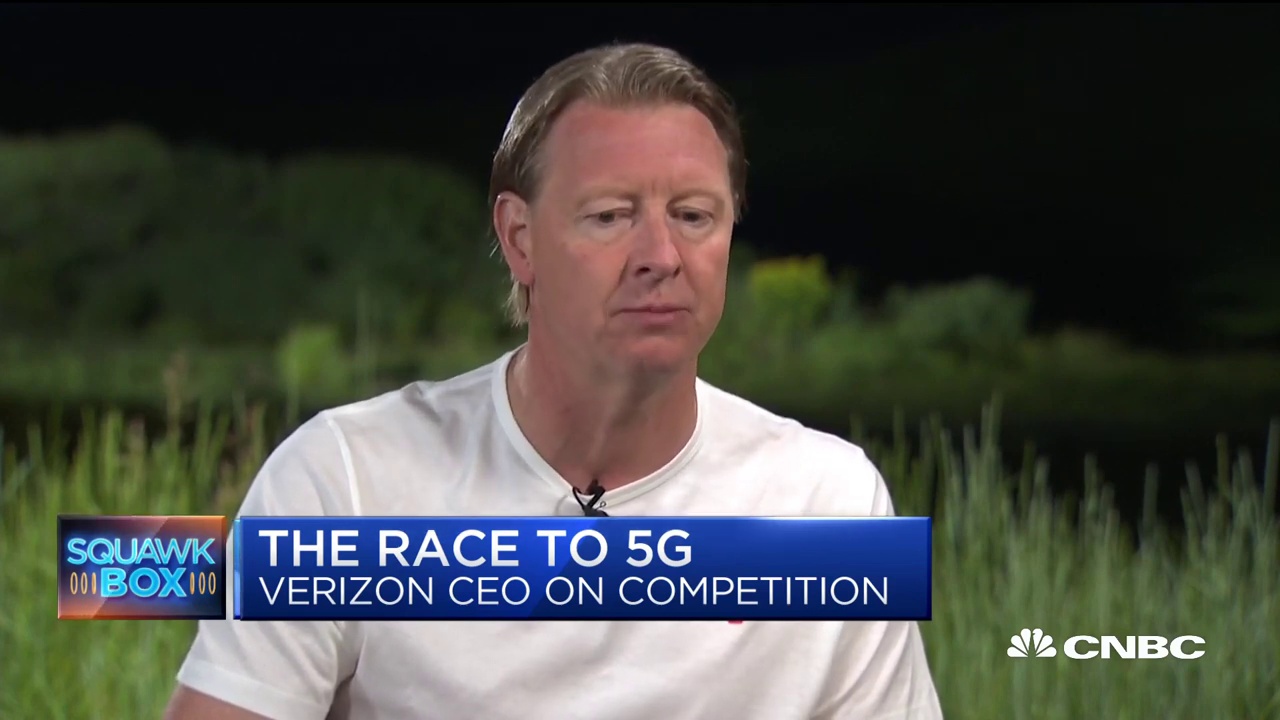 THE RACE TO 5G
VERIZON CEO ON COMPETITION
SQUAWK
BOX
CNBC